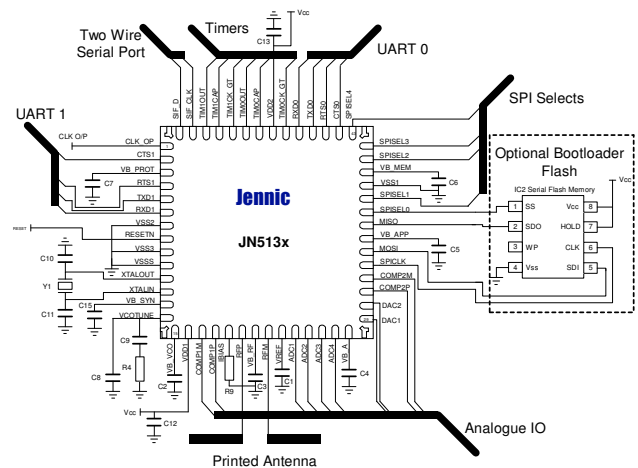 Two Wire
Serial Port
Timers
C13
Vcc
UART 0
SIF_D
SIF_CLK
TIM1OUT
TIM1CAP
TIM1CK_GT
TIM0OUT
TIM0CAP
VDD2
TIM0CK_GT
RXD0
TXD0
RTS0
CTS0
SPISEL4
SPI Selects
UART 1
CLK O/P
CLK_OP
CTS1
VB_PROT
C7
RTS1
TXD1
RXD1
VSS2
RESET
RESETN
VSS3
VSSS
C10
XTALOUT
Y1
XTALIN
C11
C15
VB_SYN
VCOTUNE
Jennic
JN513x
SPISEL3
SPISEL2
VB_MEM
C6
VSS1
SPISEL1
SPISEL0
MISO
VB_APP
C5
MOSI
SPICLK
COMP2M
COMP2P
DAC2
DAC1
Optional Bootloader
Flash
Vcc
IC2 Serial Flash Memory
1 SS Vcc 8
2 SDO HOLD 7
3 WP CLK 6
4 Vss SDI 5
C9
C8
R4
VB_VCO
C2
VDD1
COMP1M
COMP1P
IBIAS
R9
RFP
VB_RF
C3
RFM
VREF
C1
ADC1
ADC2
ADC3
ADC4
VB_A
C4
Vcc
C12
Analogue IO
Printed Antenna